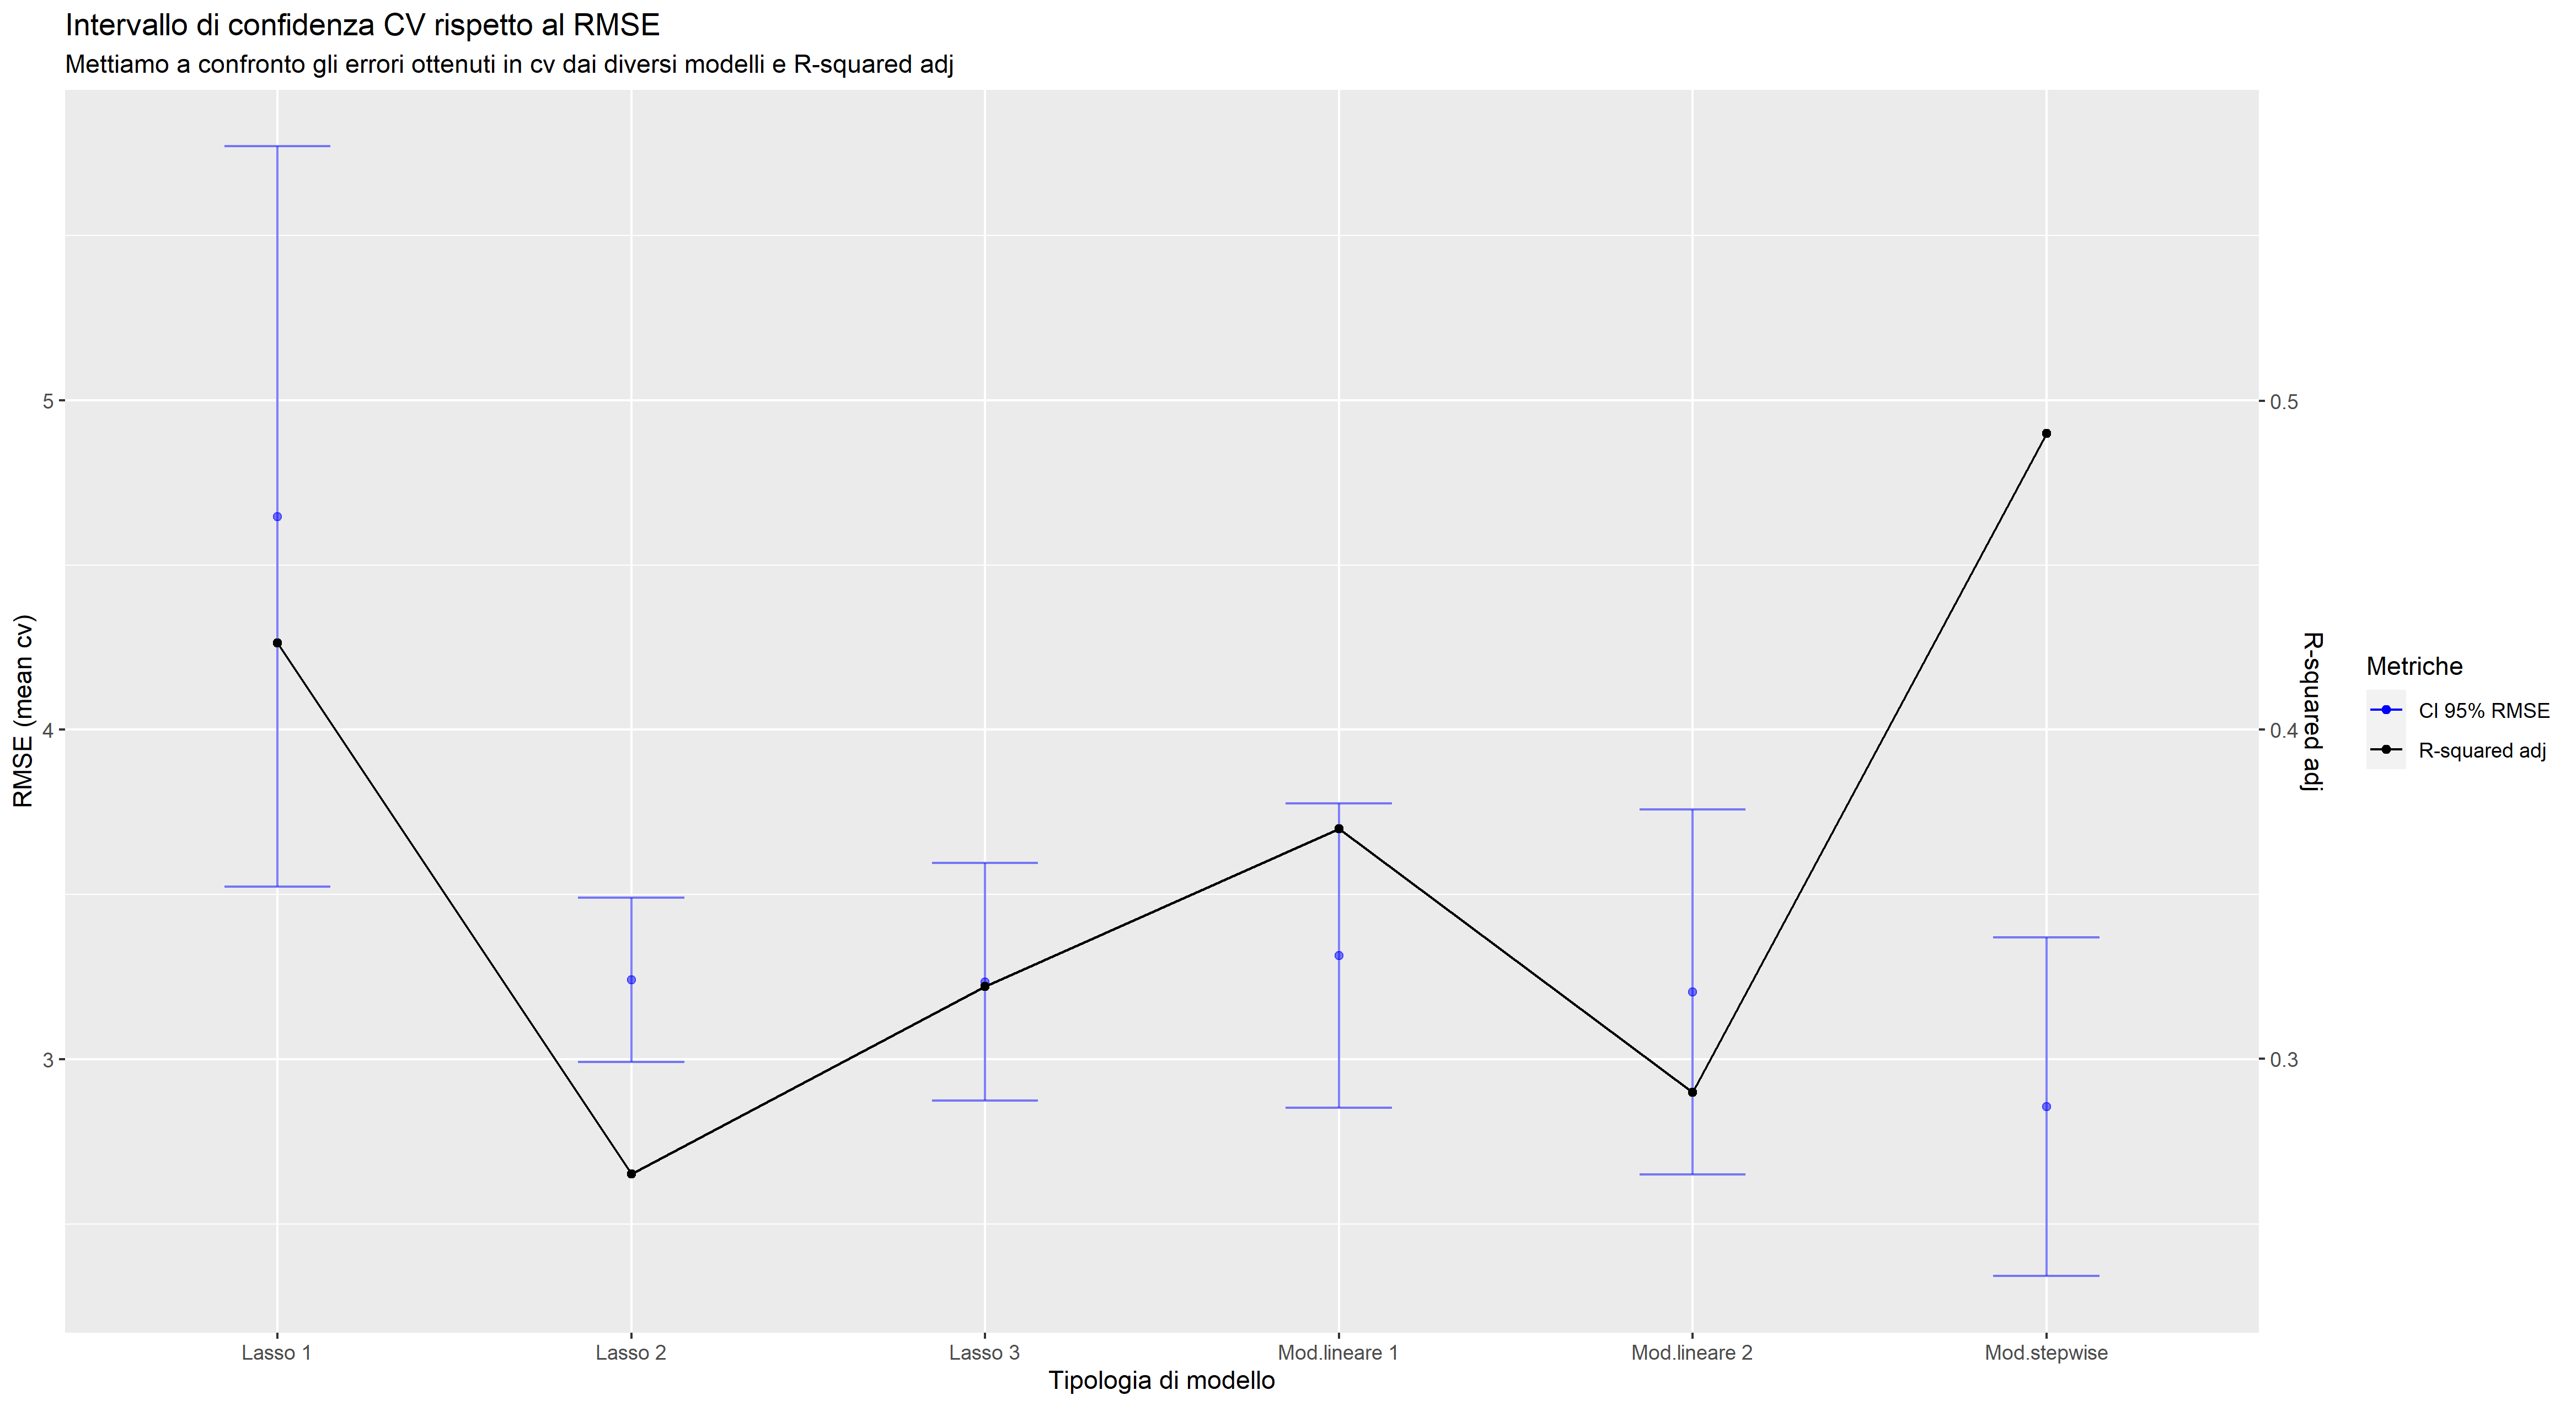 Intervallo di confidenza CV rispetto al RMSE
Mettiamo a confronto gli errori ottenuti in cv dai diversi modelli e R-squared adj
RMSE (mean cv)
5
4
3
0.5
0.4
0.3
R-squared adj
Metriche
CI 95% RMSE
R-squared adj
Lasso 1
Lasso 2
Lasso 3
Mod.lineare 1
Mod.lineare 2
Mod.stepwise
Tipologia di modello